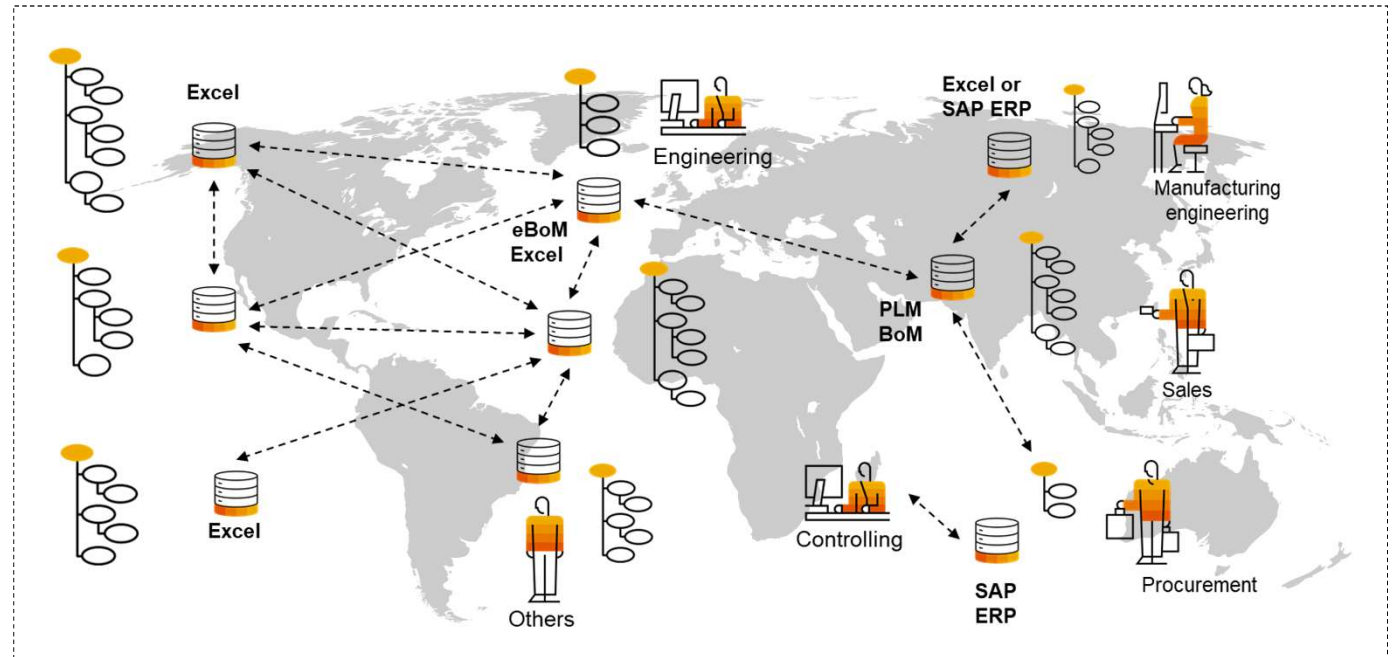 Excel
Engineering
eBoM
Excel
Excel or
SAP ERP
Manufacturing
engineering
PLM
BoM
Sales
Excel
Others
Controlling
SAP
ERP
Procurement